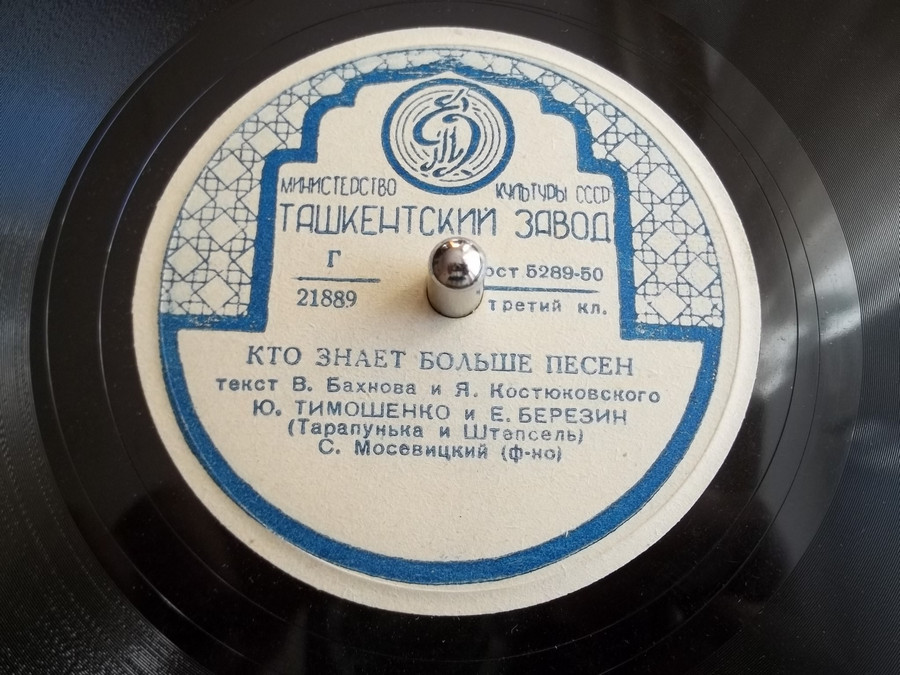 МИНИСТЕРСТВО КУЛЬТУРЫ СССР
ТАШКЕНТСКИЙ ЗАВОД
Г
ост 5289-50
21889
третий кл.
КТО ЗНАЕТ БОЛЬШЕ ПЕСЕН
текст В. Бахнова и Я. Костюковского
Ю. ТИМОШЕНКО и Е. БЕРЕЗИН
(Тарапунька и Штепсель)
С. Мосевицкий (ф-но)